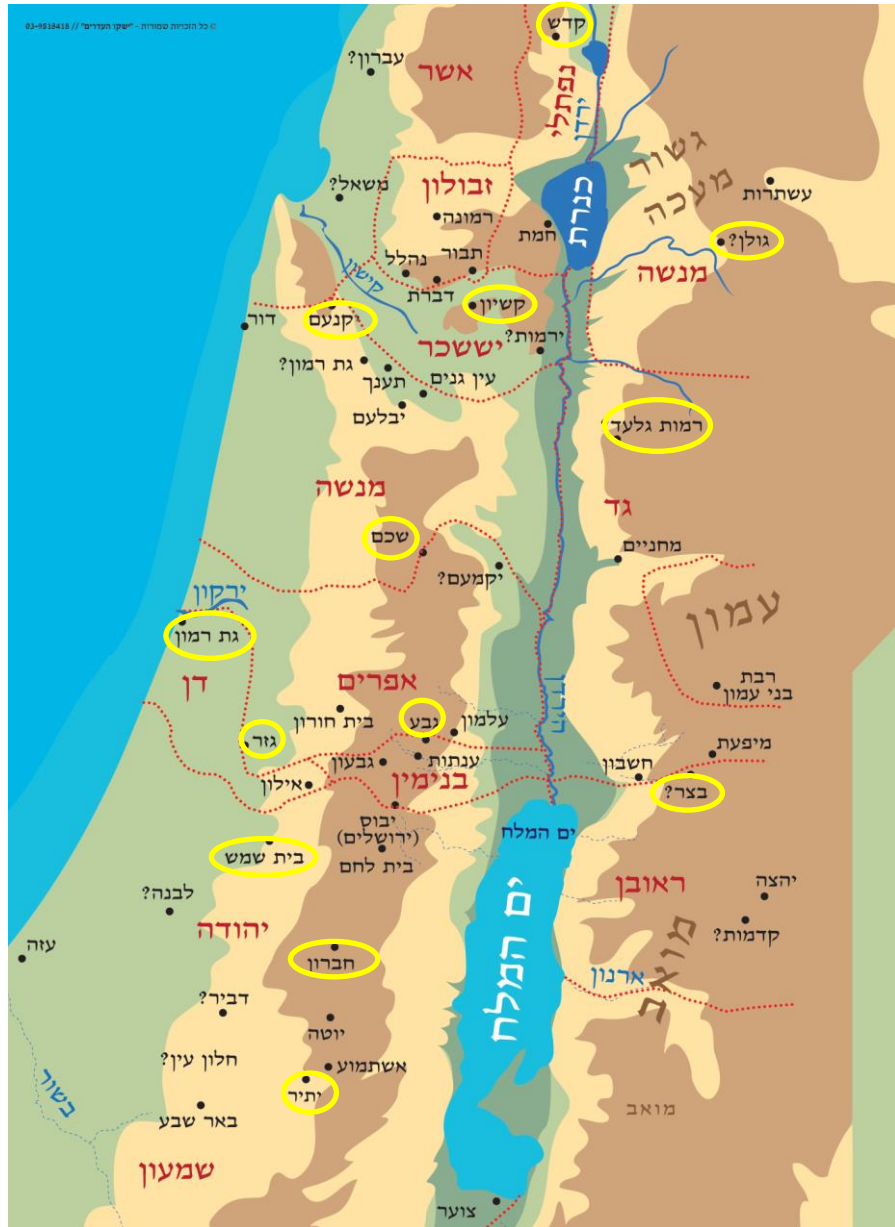 © כל הזכויות שמורות - "ישקו העדרים" // 03-9518418
קדש
עברון?
אשר
נפתלי
ירדן
גשור
מעכה
עשתרות
זבולון
משאל?
רמונה
כנרת
חמת
גולן?
תבור
נהלל
דברת
מנשה
קישון
קשיון
יקנעם
דור
יששכר
ירמות?
גת רמון?
תענך
עין גנים
יבלעם
רמות גלעד?
מנשה
גד
שכם
מחניים
יקמעם?
ירקון
גת רמון
עמון
אפרים
דן
הירדן
רבת
בני עמון
גבע
עלמון
בית חורון
גזר
מיפעת
ענתות
גבעון
חשבון
בנימין
אילון
בצר?
יבוס
(ירושלים)
ים המלח
בית שמש
בית לחם
ראובן
יהצה
לבנה?
קדמות?
יהודה
ים המלח
מואב
עזה
חברון
ארנון
דביר?
יוטה
חלון עין?
אשתמוע
יתיר
בשור
באר שבע
מואב
שמעון
צוער